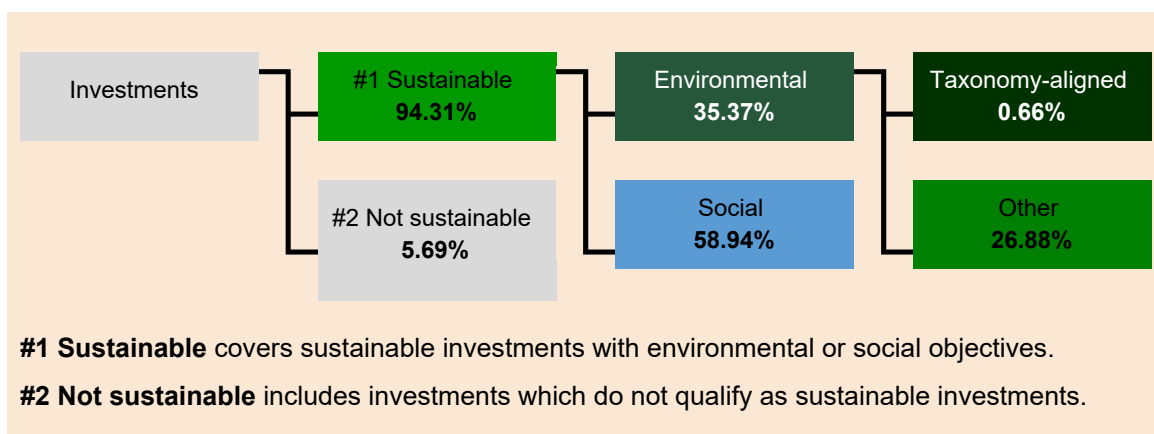 Investments
#1 Sustainable
94.31%
Environmental
35.37%
Taxonomy-aligned
0.66%
#2 Not sustainable
5.69%
Social
58.94%
Other
26.88%
#1 Sustainable covers sustainable investments with environmental or social objectives.
#2 Not sustainable includes investments which do not qualify as sustainable investments.